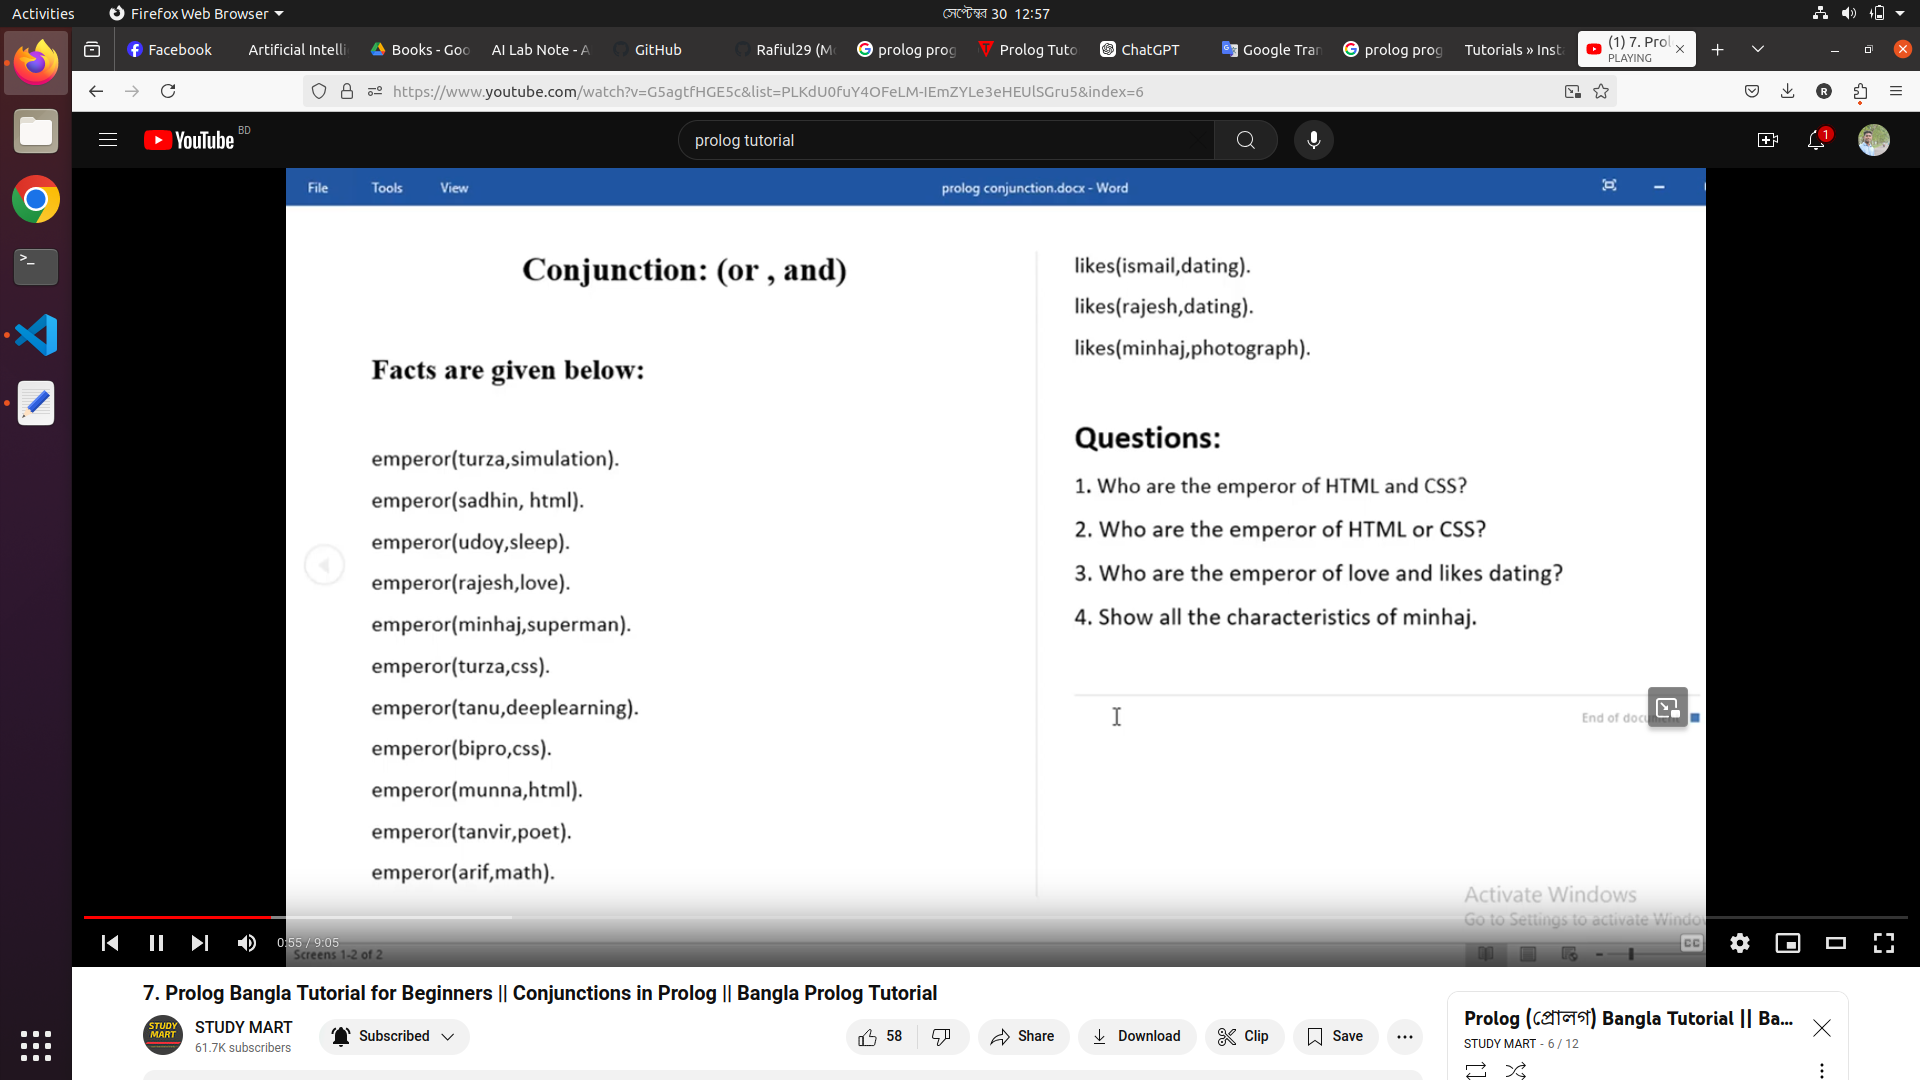 Activities
Firefox Web Browser
সেপ্টেম্বর 30 12:57
Facebook
Artificial Intelli
Books - Goo
AI Lab Note - A
GitHub
Rafiul29 (Mo
prolog prog
Prolog Tuto
ChatGPT
Google Tran
prolog prog
Tutorials » Inst
(1) 7. Prol
PLAYING
https://www.youtube.com/watch?v=G5agtfHGE5c&list=PLKdU0fuY4OFeLM-IEmZYLe3eHEUlSGru5&index=6
R
YouTube BD
prolog tutorial
1
File Tools View
prolog conjunction.docx - Word
Conjunction: (or , and)
Facts are given below:
emperor(turza,simulation).
emperor(sadhin, html).
emperor(udoy,sleep).
emperor(rajesh,love).
emperor(minhaj,superman).
emperor(turza,css).
emperor(tanu,deeplearning).
emperor(bipro,css).
emperor(munna,html).
emperor(tanvir,poet).
emperor(arif,math).
likes(ismail,dating).
likes(rajesh,dating).
likes(minhaj,photograph).
Questions:
1. Who are the emperor of HTML and CSS?
2. Who are the emperor of HTML or CSS?
3. Who are the emperor of love and likes dating?
4. Show all the characteristics of minhaj.
End of docu
Activate Windows
Go to Settings to activate Windo
0:55 / 9:05
CC
Screens 1-2 of 2
7. Prolog Bangla Tutorial for Beginners || Conjunctions in Prolog || Bangla Prolog Tutorial
STUDY MART
STUDY MART
61.7K subscribers
Subscribed
58
Share
Download
Clip
Save
Prolog (প্রোলগ) Bangla Tutorial || Ba...
STUDY MART - 6 / 12